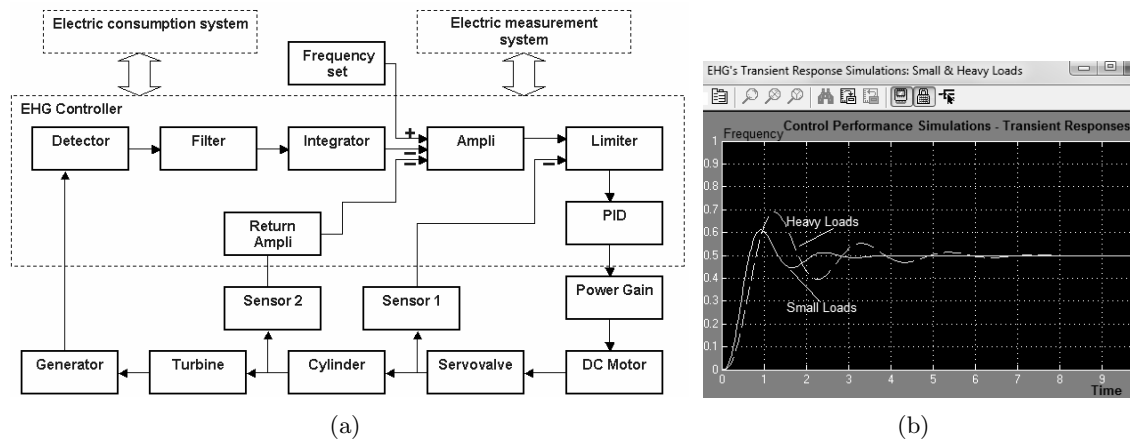 Electric consumption system
Electric measurement
system
Frequency
set
EHG Controller
Detector
Filter
Integrator
+
−
−
Ampli
−
Limiter
Return
Ampli
PID
Sensor 2
Sensor 1
Power Gain
Generator
Turbine
Cylinder
Servovalve
DC Motor
(a)
EHG's Transient Response Simulations: Small & Heavy Loads
Control Performance Simulations - Transient Responses
Frequency
1
0.9
0.8
0.7
0.6
0.5
0.4
0.3
0.2
0.1
0
Heavy Loads
Small Loads
0 1 2 3 4 5 6 7 8 9
Time
(b)